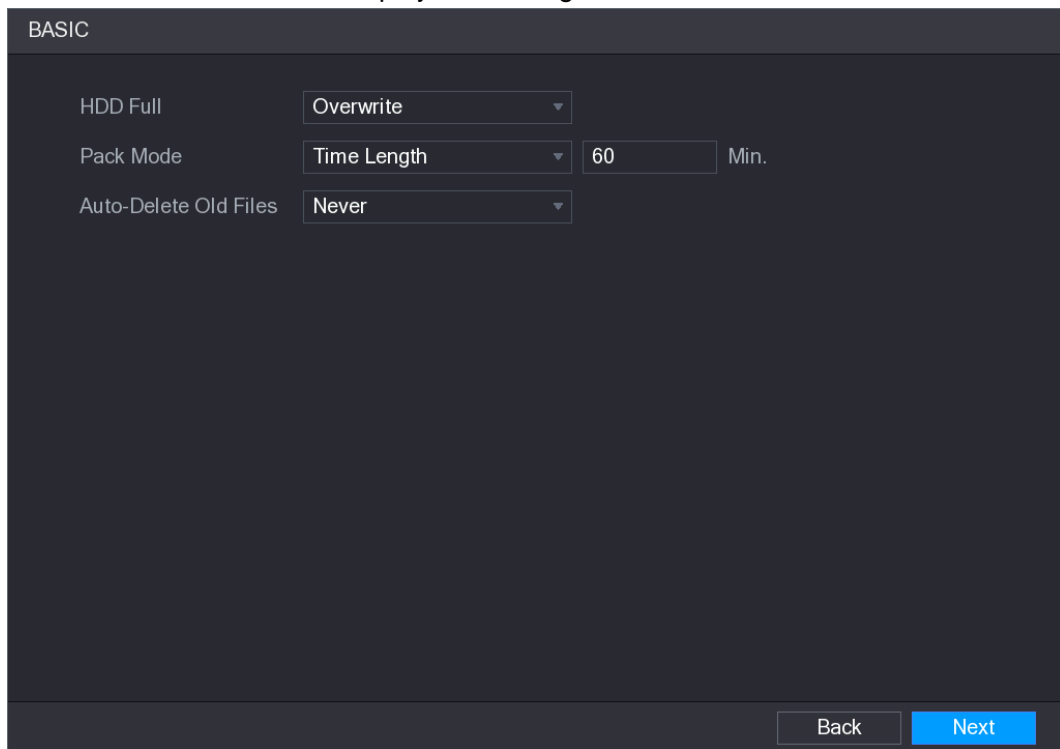 BASIC
HDD Full Overwrite
Pack Mode Time Length 60 Min.
Auto-Delete Old Files Never
Back Next